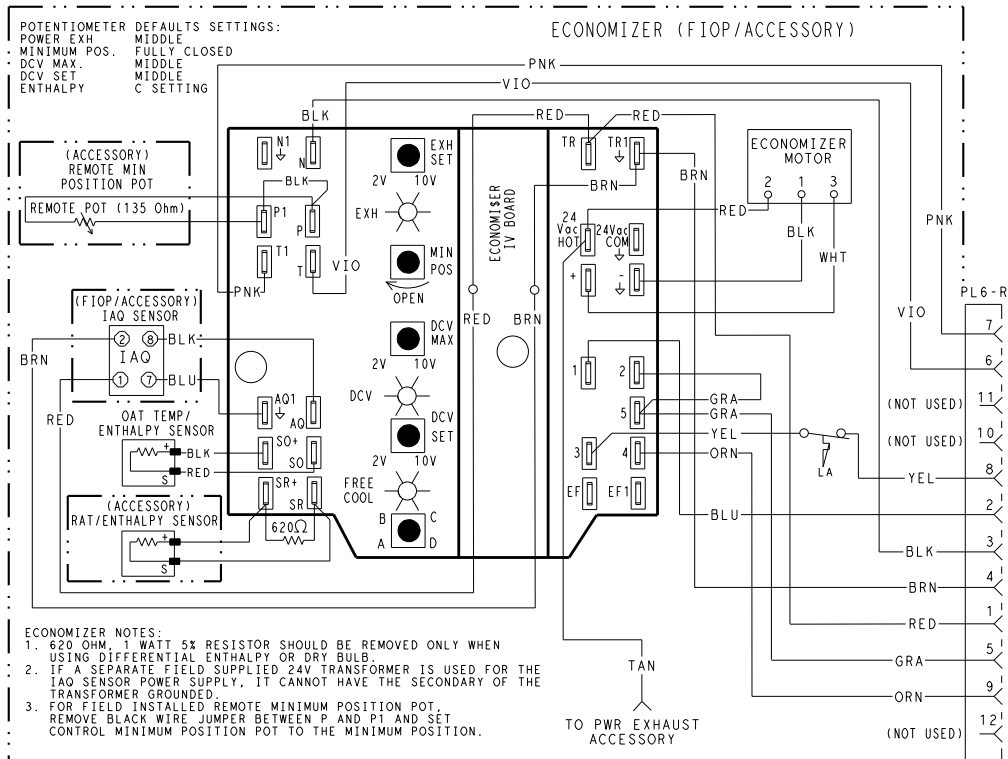 POTENTIOMETER DEFAULTS SETTINGS:
POWER EXH MIDDLE
MINIMUM POS. FULLY CLOSED
DCV MAX. MIDDLE
DCV SET MIDDLE
ENTHALPY C SETTING
ECONOMIZER (FIOP/ACCESSORY)
PNK
VIO
BLK
RED
RED
(ACCESSORY)
REMOTE MIN
POSITION POT
REMOTE POT (135 Ohm)
N1
N
BLK
P1
P
T1
T
VIO
PNK
EXH
SET
2V 10V
EXH
MIN
POS
OPEN
DCV
MAX
2V 10V
DCV
DCV
SET
2V 10V
FREE
COOL
B C
A D
ECONOMI$ER
IV BOARD
RED
BRN
TR
TR1
BRN
BRN
24
Vac
HOT
24Vac
COM
+
-
1
2
5
3
4
EF
EF1
ECONOMIZER
MOTOR
2 1 3
RED
BLK
WHT
(FIOP/ACCESSORY)
IAQ SENSOR
2 8
IAQ
1 7
BLK
BLU
BRN
RED
AQ1
AQ
OAT TEMP/
ENTHALPY SENSOR
+
S
BLK
RED
SO+
SO
SR+
SR
620Ω
(ACCESSORY)
RAT/ENTHALPY SENSOR
+
S
GRA
GRA
YEL
ORN
LA
BLU
TAN
TO PWR EXHAUST
ACCESSORY
PL6-R
PNK
7
VIO
6
(NOT USED) 11
(NOT USED) 10
YEL
8
2
BLK
3
BRN
4
RED
1
GRA
5
ORN
9
(NOT USED) 12
ECONOMIZER NOTES:
1. 620 OHM, 1 WATT 5% RESISTOR SHOULD BE REMOVED ONLY WHEN
USING DIFFERENTIAL ENTHALPY OR DRY BULB.
2. IF A SEPARATE FIELD SUPPLIED 24V TRANSFORMER IS USED FOR THE
IAQ SENSOR POWER SUPPLY, IT CANNOT HAVE THE SECONDARY OF THE
TRANSFORMER GROUNDED.
3. FOR FIELD INSTALLED REMOTE MINIMUM POSITION POT,
REMOVE BLACK WIRE JUMPER BETWEEN P AND P1 AND SET
CONTROL MINIMUM POSITION POT TO THE MINIMUM POSITION.